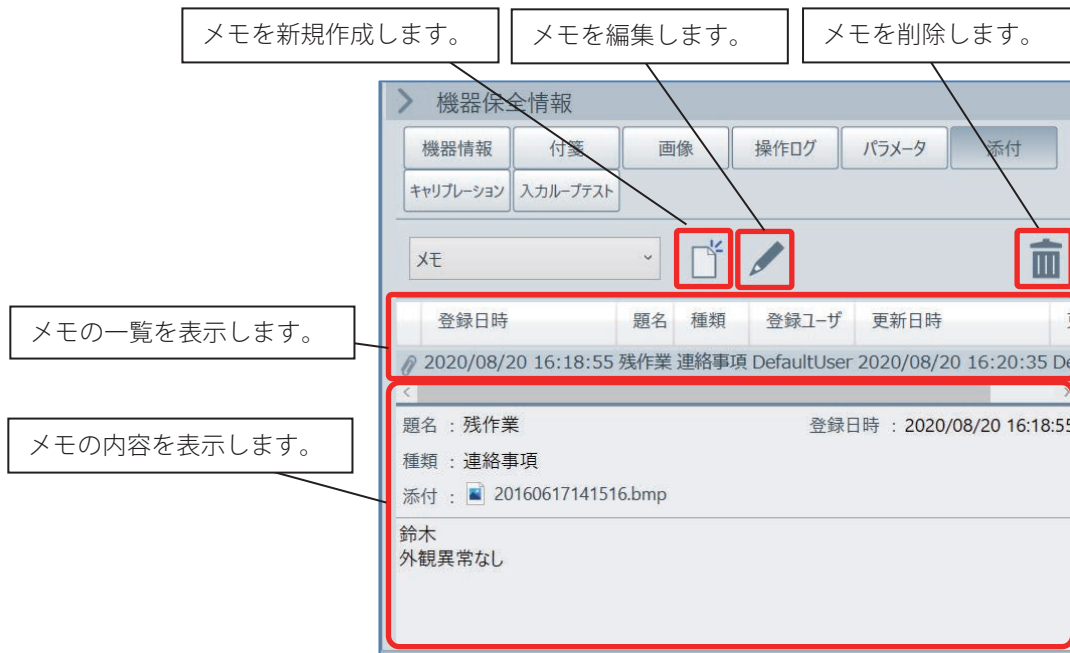 メモを新規作成します。
メモを編集します。
メモを削除します。
機器保全情報
機器情報 付箋 画像 操作ログ パラメータ 添付
キャリブレーション 入力ループテスト
メモ
メモの一覧を表示します。
登録日時 題名 種類 登録ユーザ 更新日時
2020/08/20 16:18:55 残作業 連絡事項 DefaultUser 2020/08/20 16:20:35 De
メモの内容を表示します。
題名 : 残作業 登録日時 : 2020/08/20 16:18:55
種類 : 連絡事項
添付 : 20160617141516.bmp
鈴木
外観異常なし